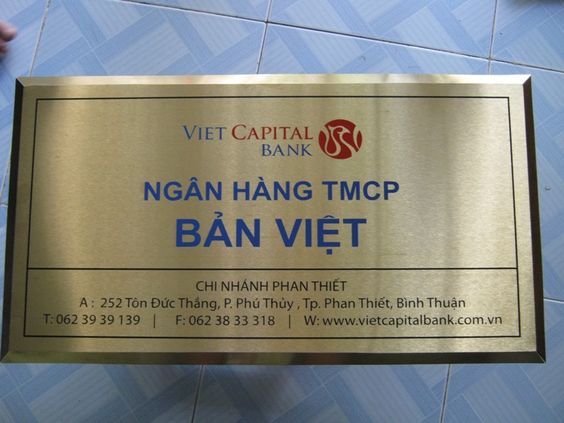 VIET CAPITAL
BANK
NGÂN HÀNG TMCP
BẢN VIỆT
CHI NHÁNH PHAN THIẾT
A : 252 Tôn Đức Thắng, P. Phú Thủy , Tp. Phan Thiết, Bình Thuận
T: 062 39 39 139 | F: 062 38 33 318 | W: www.vietcapitalbank.com.vn